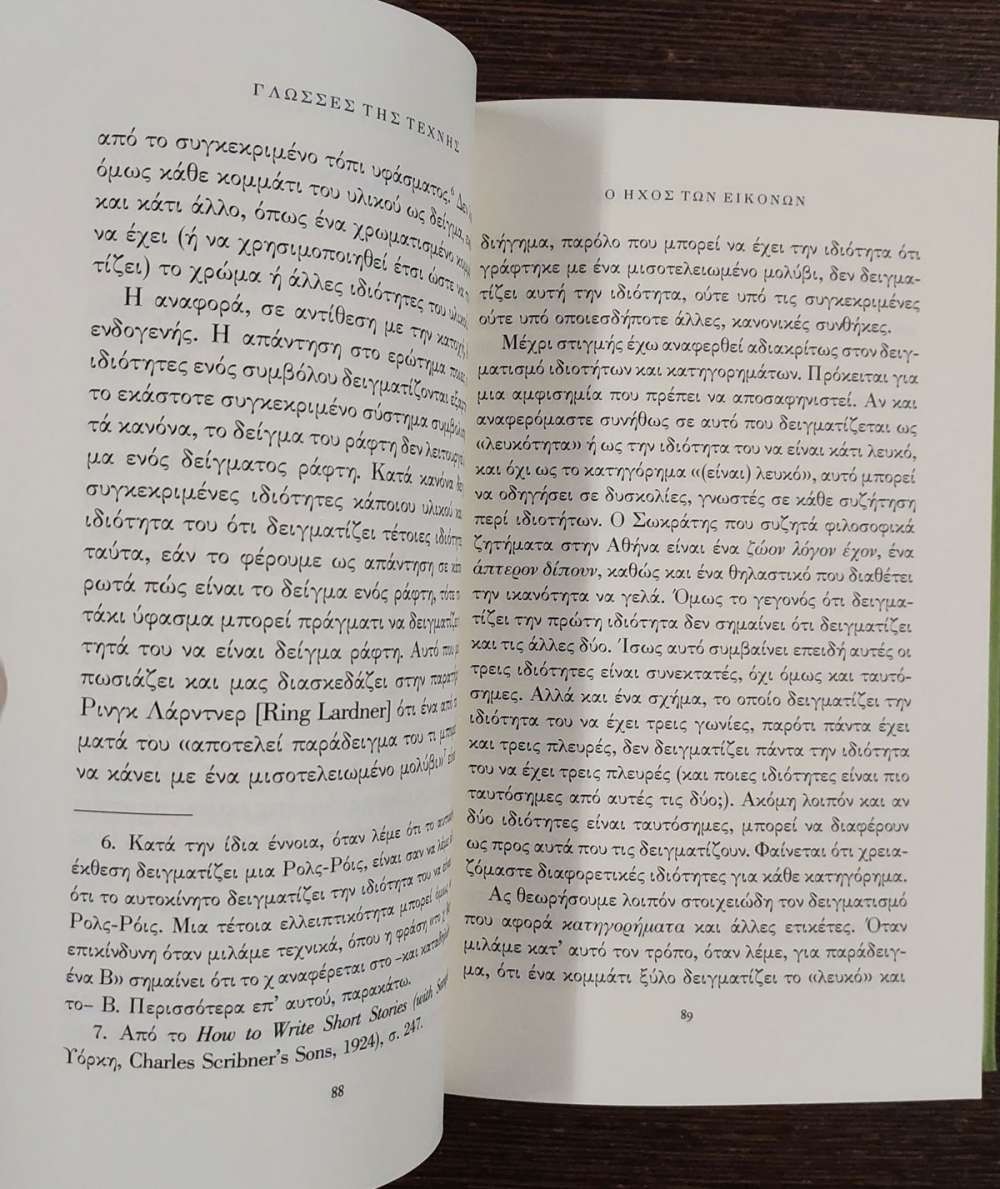 ΓΛΩΣΣΕΣ ΤΗΣ ΤΕΧΝΗΣ
από το συγκεκριμένο τόπι υφάσματος.⁶ Δεν
όμως κάθε κομμάτι του υλικού ως δείγμα,
και κάτι άλλο, όπως ένα χρωματισμένο
να έχει (ή να χρησιμοποιηθεί έτσι ώστε να
τίζει) το χρώμα ή άλλες ιδιότητες του
Η αναφορά, σε αντίθεση με την κατοχή,
ενδογενής. Η απάντηση στο ερώτημα
ιδιότητες ενός συμβόλου δειγματίζονται
το εκάστοτε συγκεκριμένο σύστημα
τά κανόνα, το δείγμα του ράφτη δεν
μα ενός δείγματος ράφτη. Κατά κανόνα
συγκεκριμένες ιδιότητες κάποιου υλικού
ιδιότητα του ότι δειγματίζει τέτοιες
ταύτα, εάν το φέρουμε ως απάντηση σε
ρωτά πώς είναι το δείγμα ενός ράφτη, τότε
τάκι ύφασμα μπορεί πράγματι να
τητά του να είναι δείγμα ράφτη. Αυτό που
πωσιάζει και μας διασκεδάζει στην
Ρινγκ Λάρντνερ [Ring Lardner] ότι ένα από
ματά του «αποτελεί παράδειγμα του τι
να κάνει με ένα μισοτελειωμένο μολύβι»⁷
6. Κατά την ίδια έννοια, όταν λέμε ότι το
έκθεση δειγματίζει μια Ρολς-Ρόις, είναι σαν να λέμε
ότι το αυτοκίνητο δειγματίζει την ιδιότητα του να
Ρολς-Ρόις. Μια τέτοια ελλειπτικότητα μπορεί όμως
επικίνδυνη όταν μιλάμε τεχνικά, όπου η φράση «το χ
ένα Β» σημαίνει ότι το χ αναφέρεται στο –και
το– Β. Περισσότερα επ’ αυτού, παρακάτω.
7. Από το How to Write Short Stories (with
Υόρκη, Charles Scribner’s Sons, 1924), σ. 247.
88
Ο ΗΧΟΣ ΤΩΝ ΕΙΚΟΝΩΝ
διήγημα, παρόλο που μπορεί να έχει την ιδιότητα ότι
γράφτηκε με ένα μισοτελειωμένο μολύβι, δεν δειγμα-
τίζει αυτή την ιδιότητα, ούτε υπό τις συγκεκριμένες
ούτε υπό οποιεσδήποτε άλλες, κανονικές συνθήκες.
Μέχρι στιγμής έχω αναφερθεί αδιακρίτως στον δειγ-
ματισμό ιδιοτήτων και κατηγορημάτων. Πρόκειται για
μια αμφισημία που πρέπει να αποσαφηνιστεί. Αν και
αναφερόμαστε συνήθως σε αυτό που δειγματίζεται ως
«λευκότητα» ή ως την ιδιότητα του να είναι κάτι λευκό,
και όχι ως το κατηγόρημα «(είναι) λευκό», αυτό μπορεί
να οδηγήσει σε δυσκολίες, γνωστές σε κάθε συζήτηση
περί ιδιοτήτων. Ο Σωκράτης που συζητά φιλοσοφικά
ζητήματα στην Αθήνα είναι ένα ζώον λόγον έχον, ένα
άπτερον δίπουν, καθώς και ένα θηλαστικό που διαθέτει
την ικανότητα να γελά. Όμως το γεγονός ότι δειγμα-
τίζει την πρώτη ιδιότητα δεν σημαίνει ότι δειγματίζει
και τις άλλες δύο. Ίσως αυτό συμβαίνει επειδή αυτές οι
τρεις ιδιότητες είναι συνεκτατές, όχι όμως και ταυτό-
σημες. Αλλά και ένα σχήμα, το οποίο δειγματίζει την
ιδιότητα του να έχει τρεις γωνίες, παρότι πάντα έχει
και τρεις πλευρές, δεν δειγματίζει πάντα την ιδιότητα
του να έχει τρεις πλευρές (και ποιες ιδιότητες είναι πιο
ταυτόσημες από αυτές τις δύο;). Ακόμη λοιπόν και αν
δύο ιδιότητες είναι ταυτόσημες, μπορεί να διαφέρουν
ως προς αυτά που τις δειγματίζουν. Φαίνεται ότι χρεια-
ζόμαστε διαφορετικές ιδιότητες για κάθε κατηγόρημα.
Ας θεωρήσουμε λοιπόν στοιχειώδη τον δειγματισμό
που αφορά κατηγορήματα και άλλες ετικέτες. Όταν
μιλάμε κατ’ αυτό τον τρόπο, όταν λέμε, για παράδειγ-
μα, ότι ένα κομμάτι ξύλο δειγματίζει το «λευκό» και
89